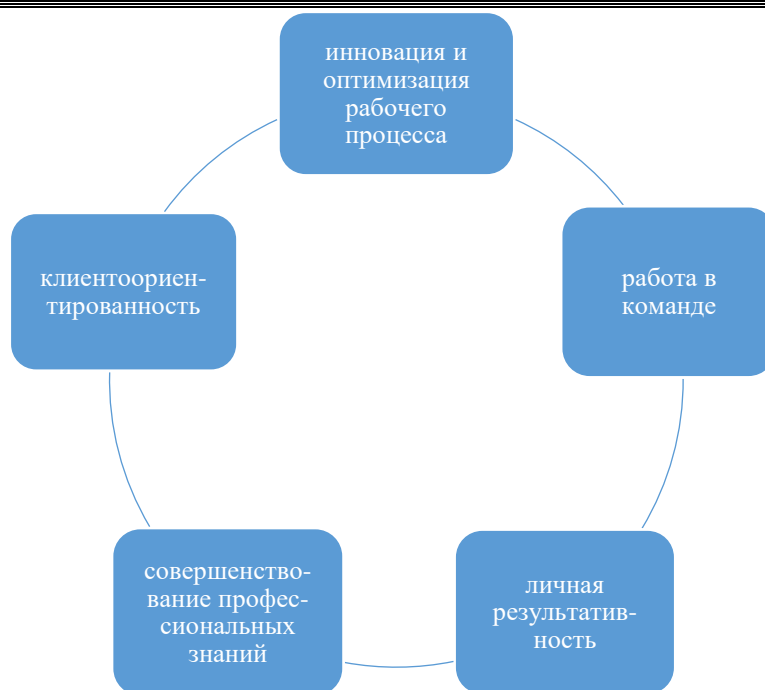 инновация и
оптимизация
рабочего
процесса
работа в
команде
личная
результатив-
ность
совершенство-
вание профес-
сиональных
знаний
клиентоориен-
тированность